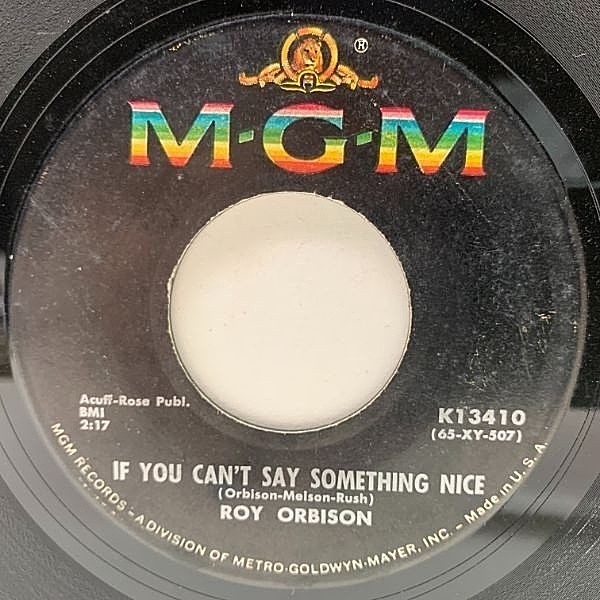 ®
M·G·M
Acuff-Rose Publ.
BMI
2:17
K13410
(65-XY-507)
IF YOU CAN'T SAY SOMETHING NICE
(Orbison-Melson-Rush)
ROY ORBISON
MGM RECORDS – A DIVISION OF METRO-GOLDWYN-MAYER, INC. – Made in U.S.A.